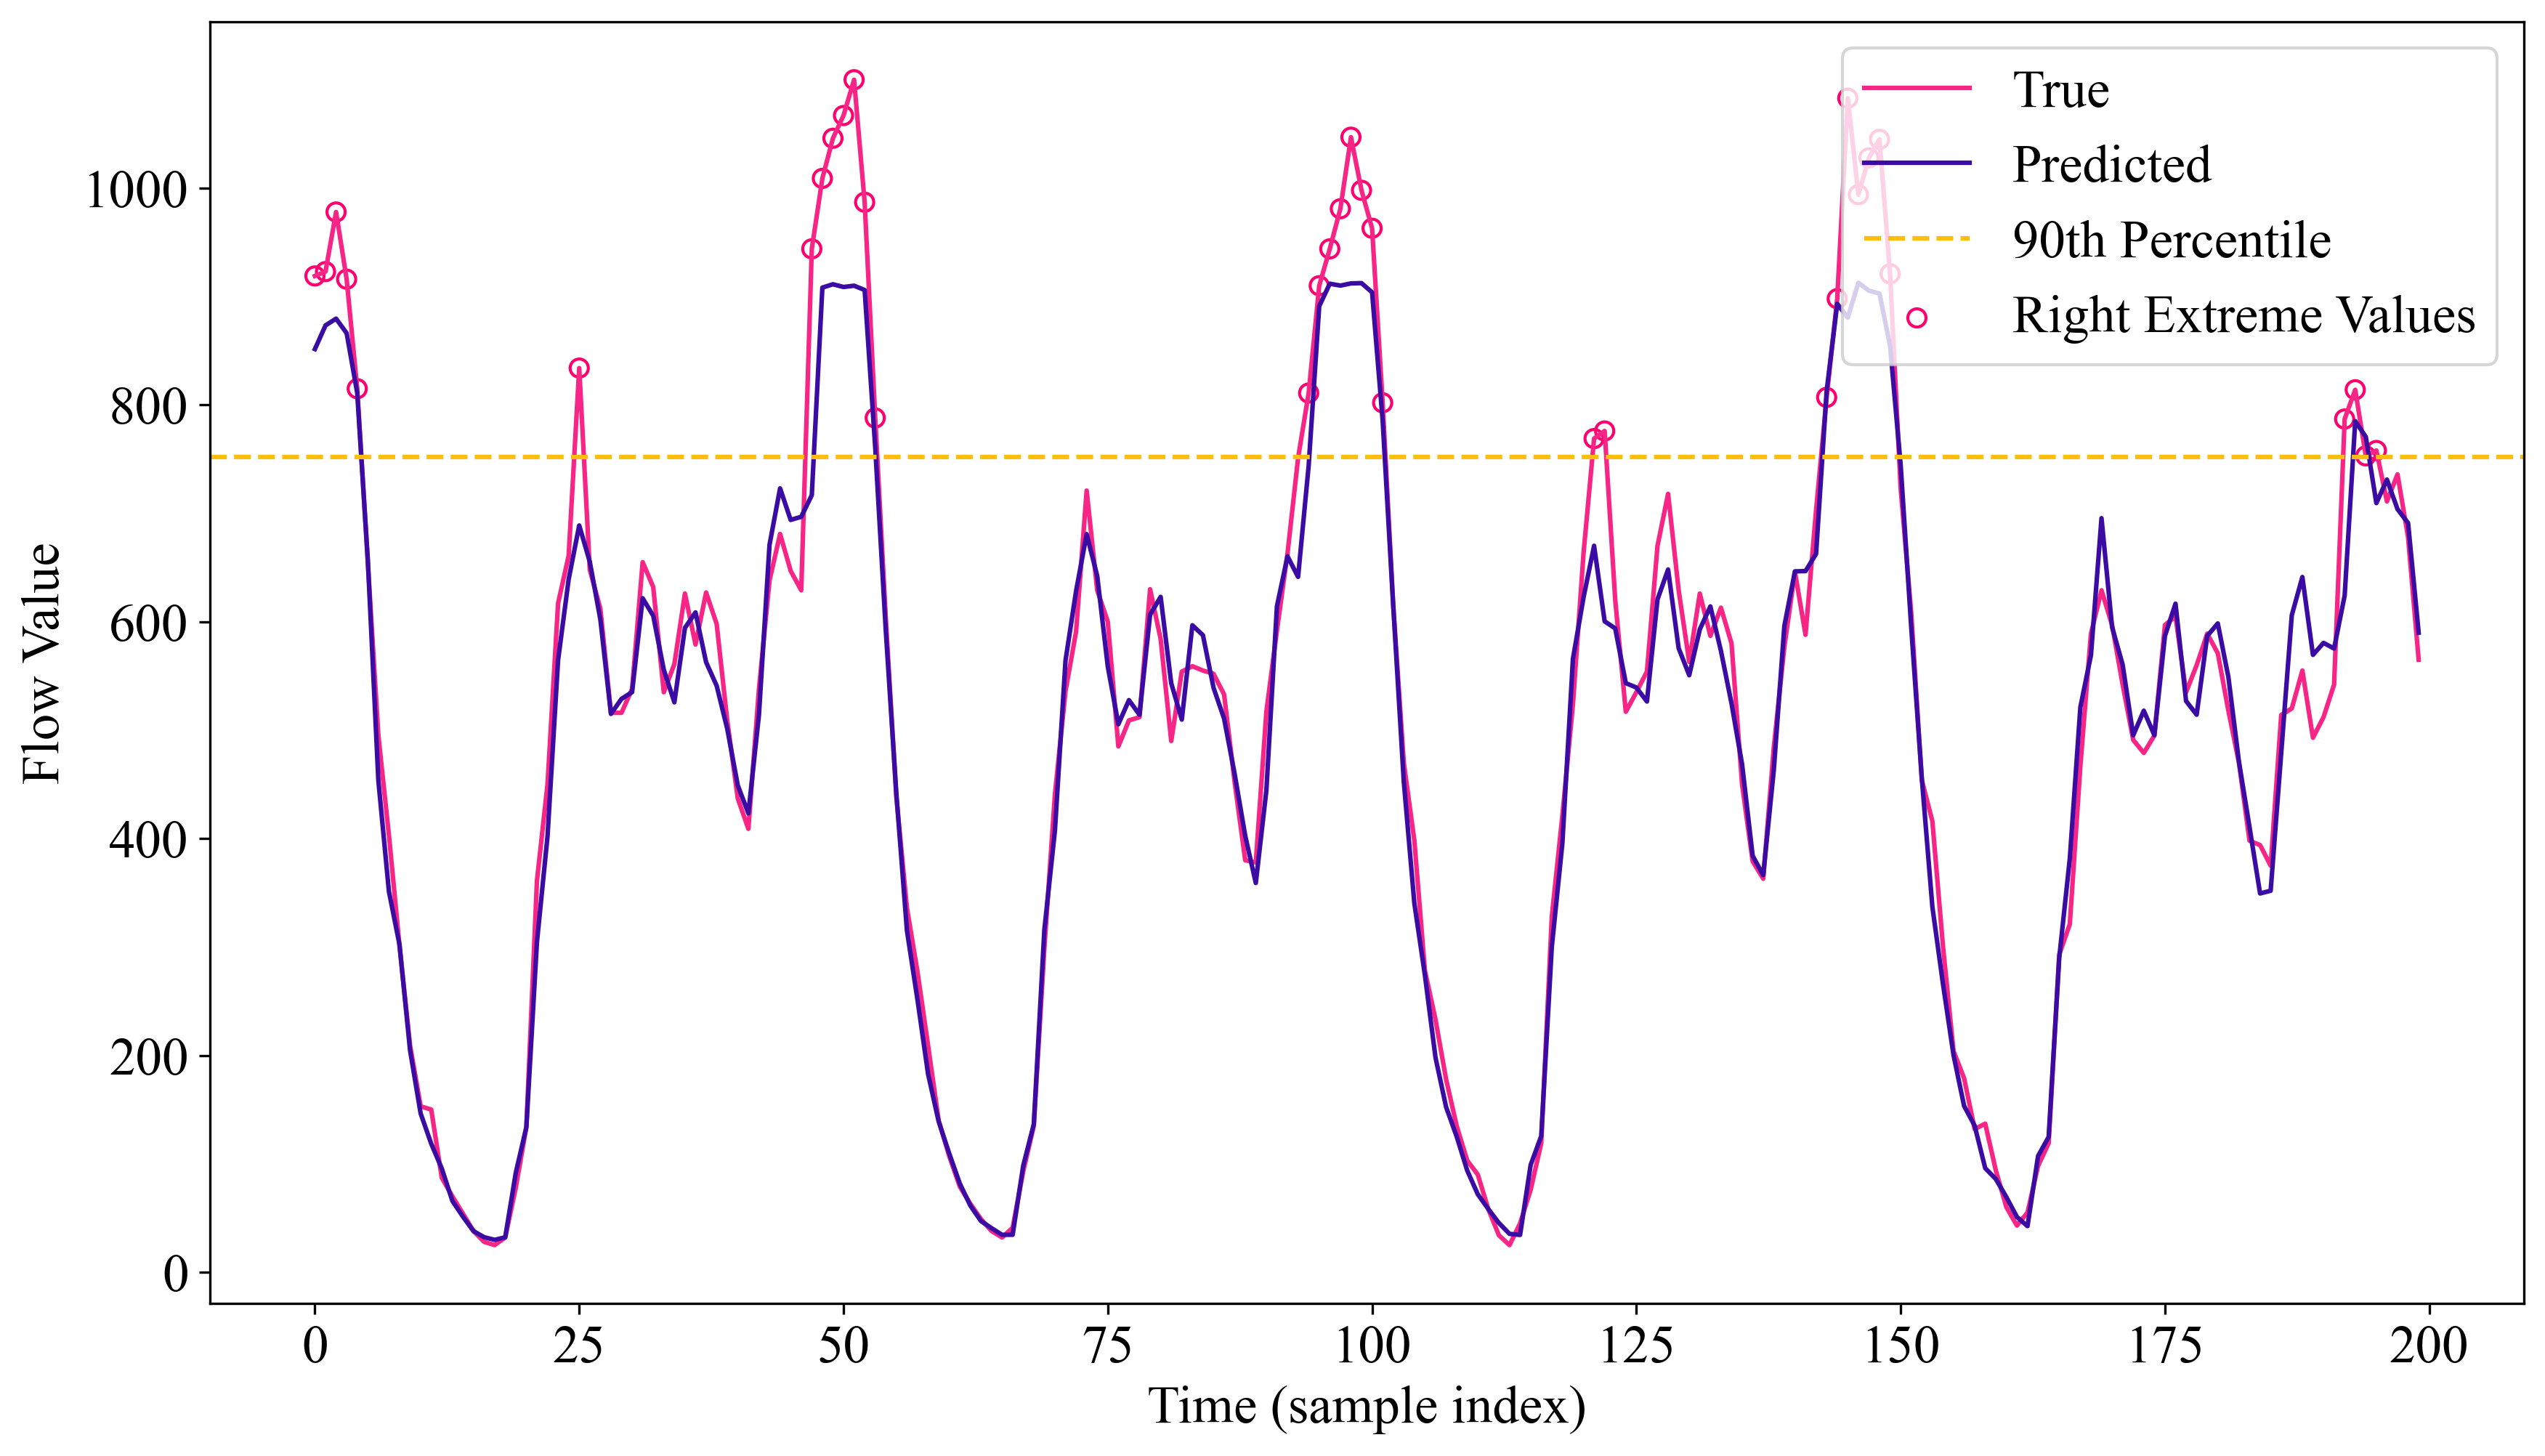 True
Predicted
90th Percentile
Right Extreme Values
Flow Value
1000
800
600
400
200
0
0 25 50 75 100 125 150 175 200
Time (sample index)